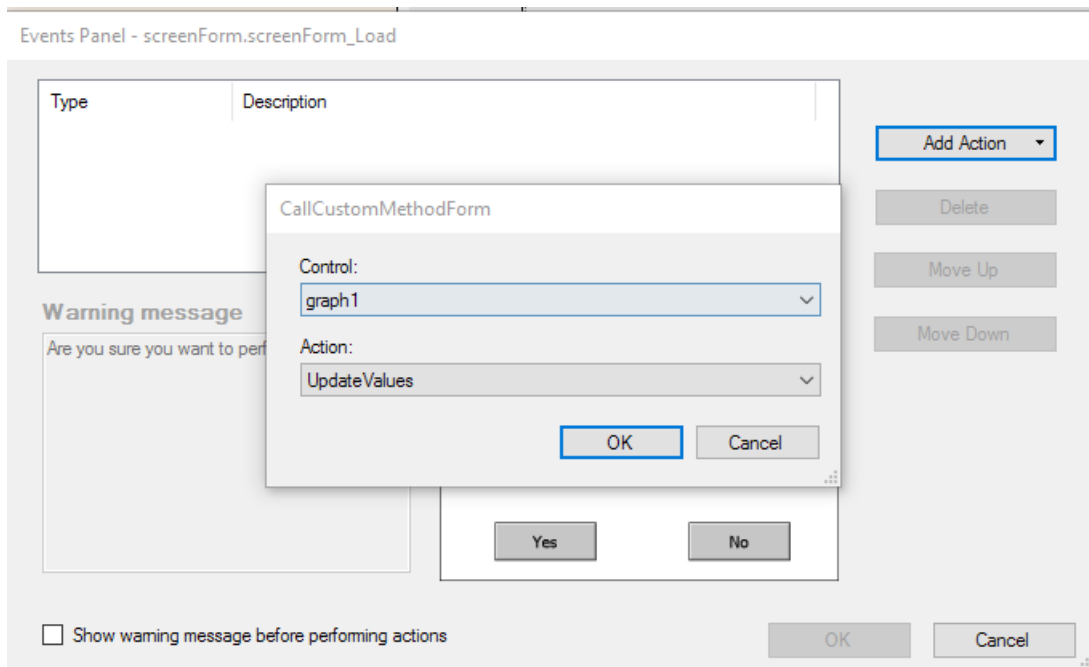 Events Panel - screenForm.screenForm_Load
Type Description
Add Action
Delete
Move Up
Move Down
CallCustomMethodForm
Control:
graph1
Action:
UpdateValues
OK Cancel
Warning message
Are you sure you want to perf
Yes No
Show warning message before performing actions
OK Cancel